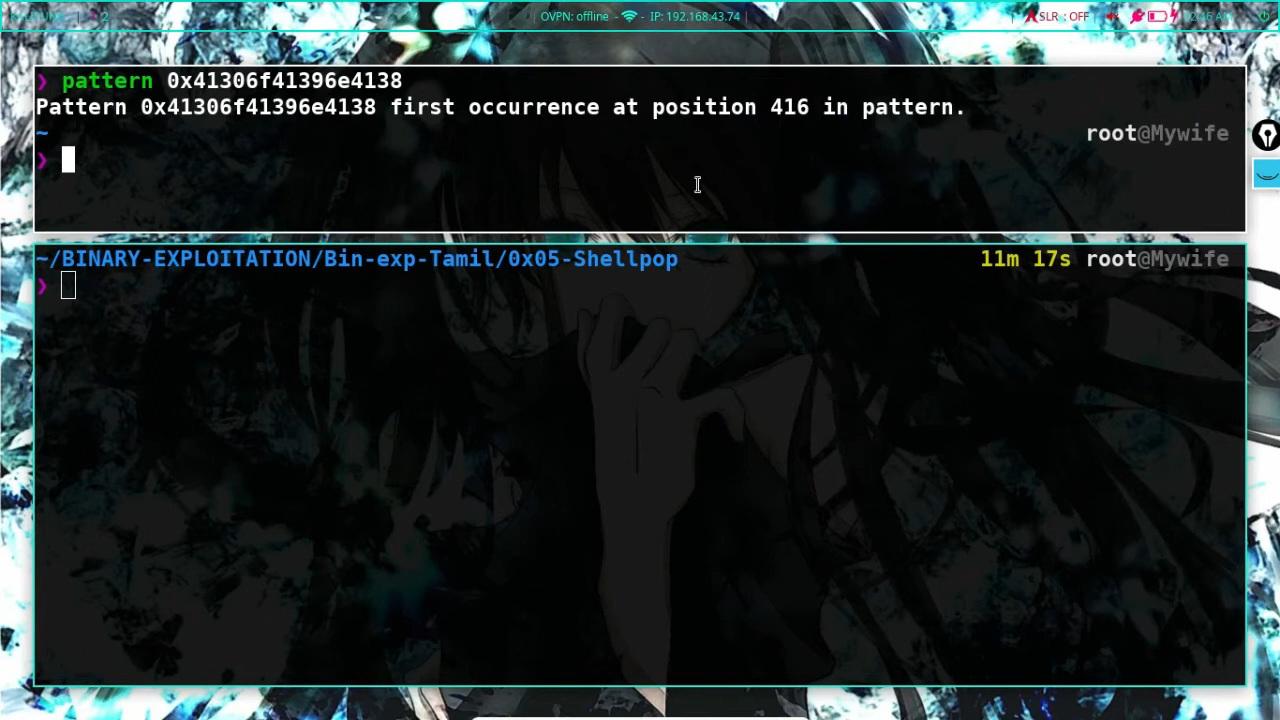 OVPN: offline - - IP: 192.168.43.74
SLR : OFF
❯ pattern 0x41306f41396e4138
Pattern 0x41306f41396e4138 first occurrence at position 416 in pattern.
~ root@Mywife
❯
~/BINARY-EXPLOITATION/Bin-exp-Tamil/0x05-Shellpop 11m 17s root@Mywife
❯